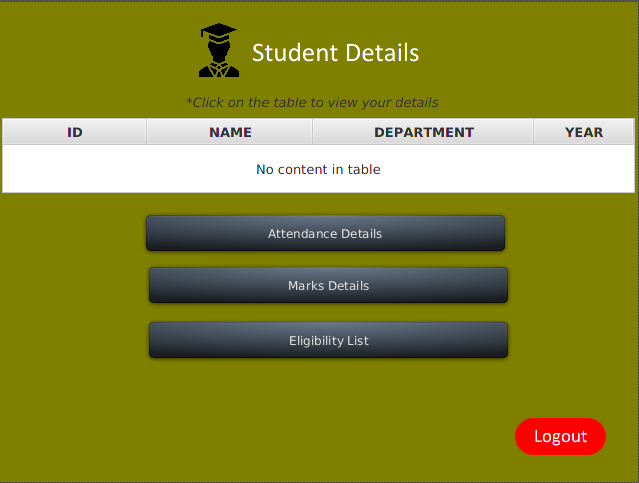 Student Details
*Click on the table to view your details
ID NAME DEPARTMENT YEAR
No content in table
Attendance Details
Marks Details
Eligibility List
Logout